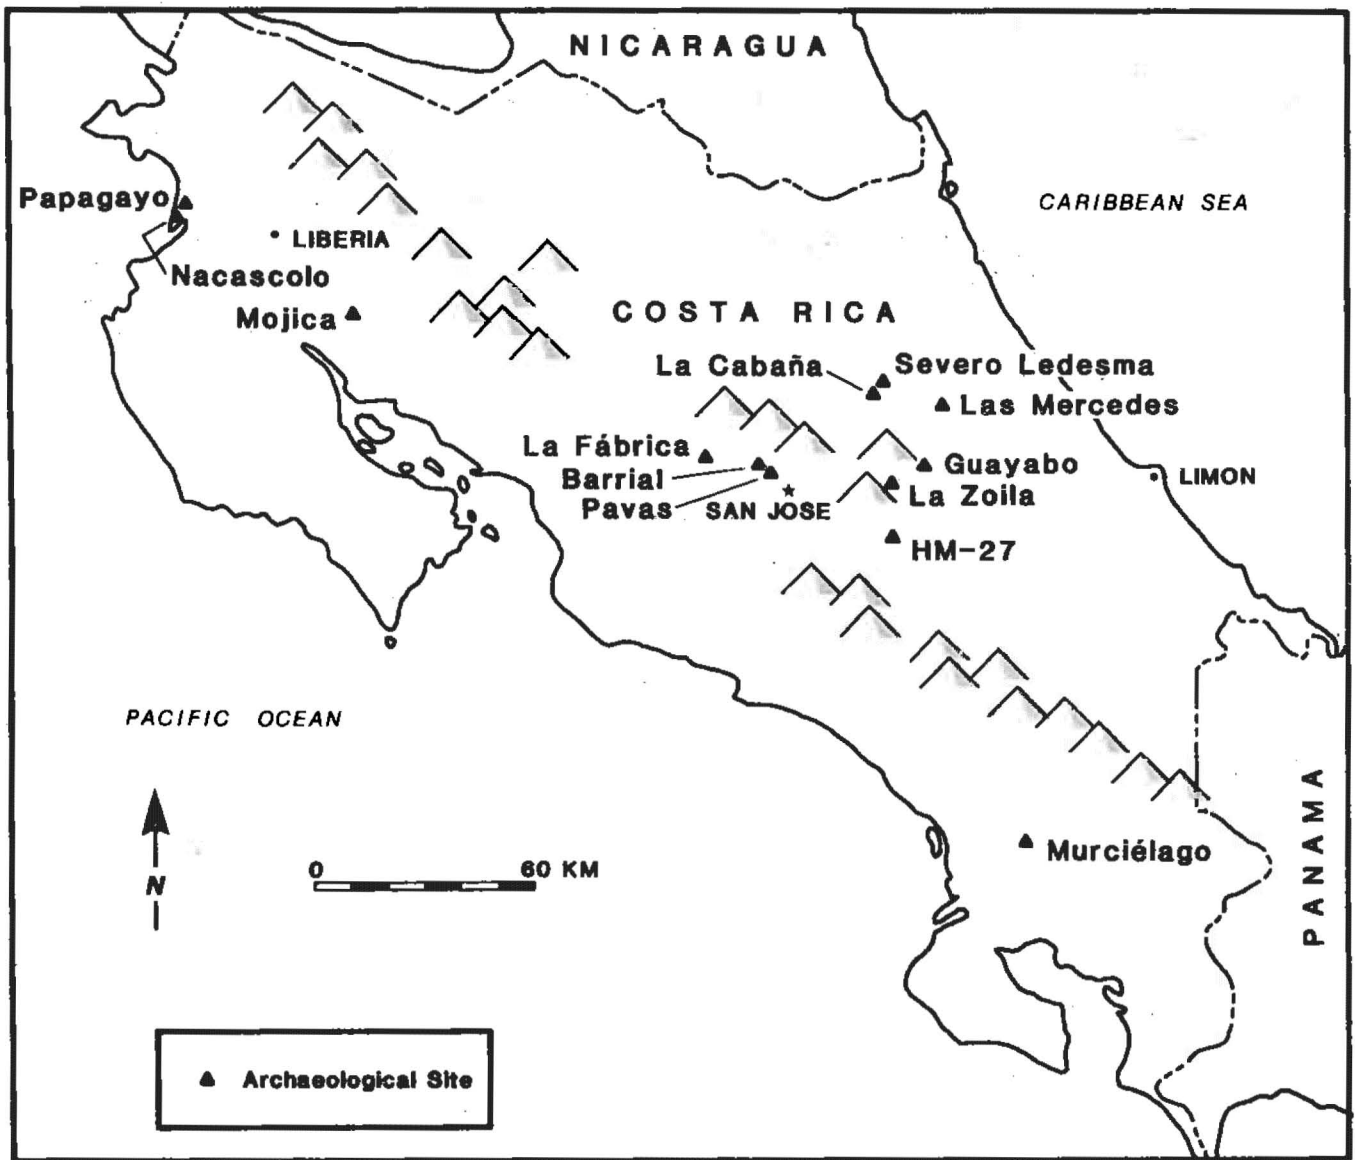 NICARAGUA
CARIBBEAN SEA
Papagayo
LIBERIA
Nacascolo
Mojica
COSTA RICA
La Cabaña
Severo Ledesma
Las Mercedes
La Fábrica
Guayabo
Barrial
LIMON
La Zoila
Pavas
SAN JOSE
HM-27
PACIFIC OCEAN
PANAMA
Murciélago
0 60 KM
N
Archaeological Site